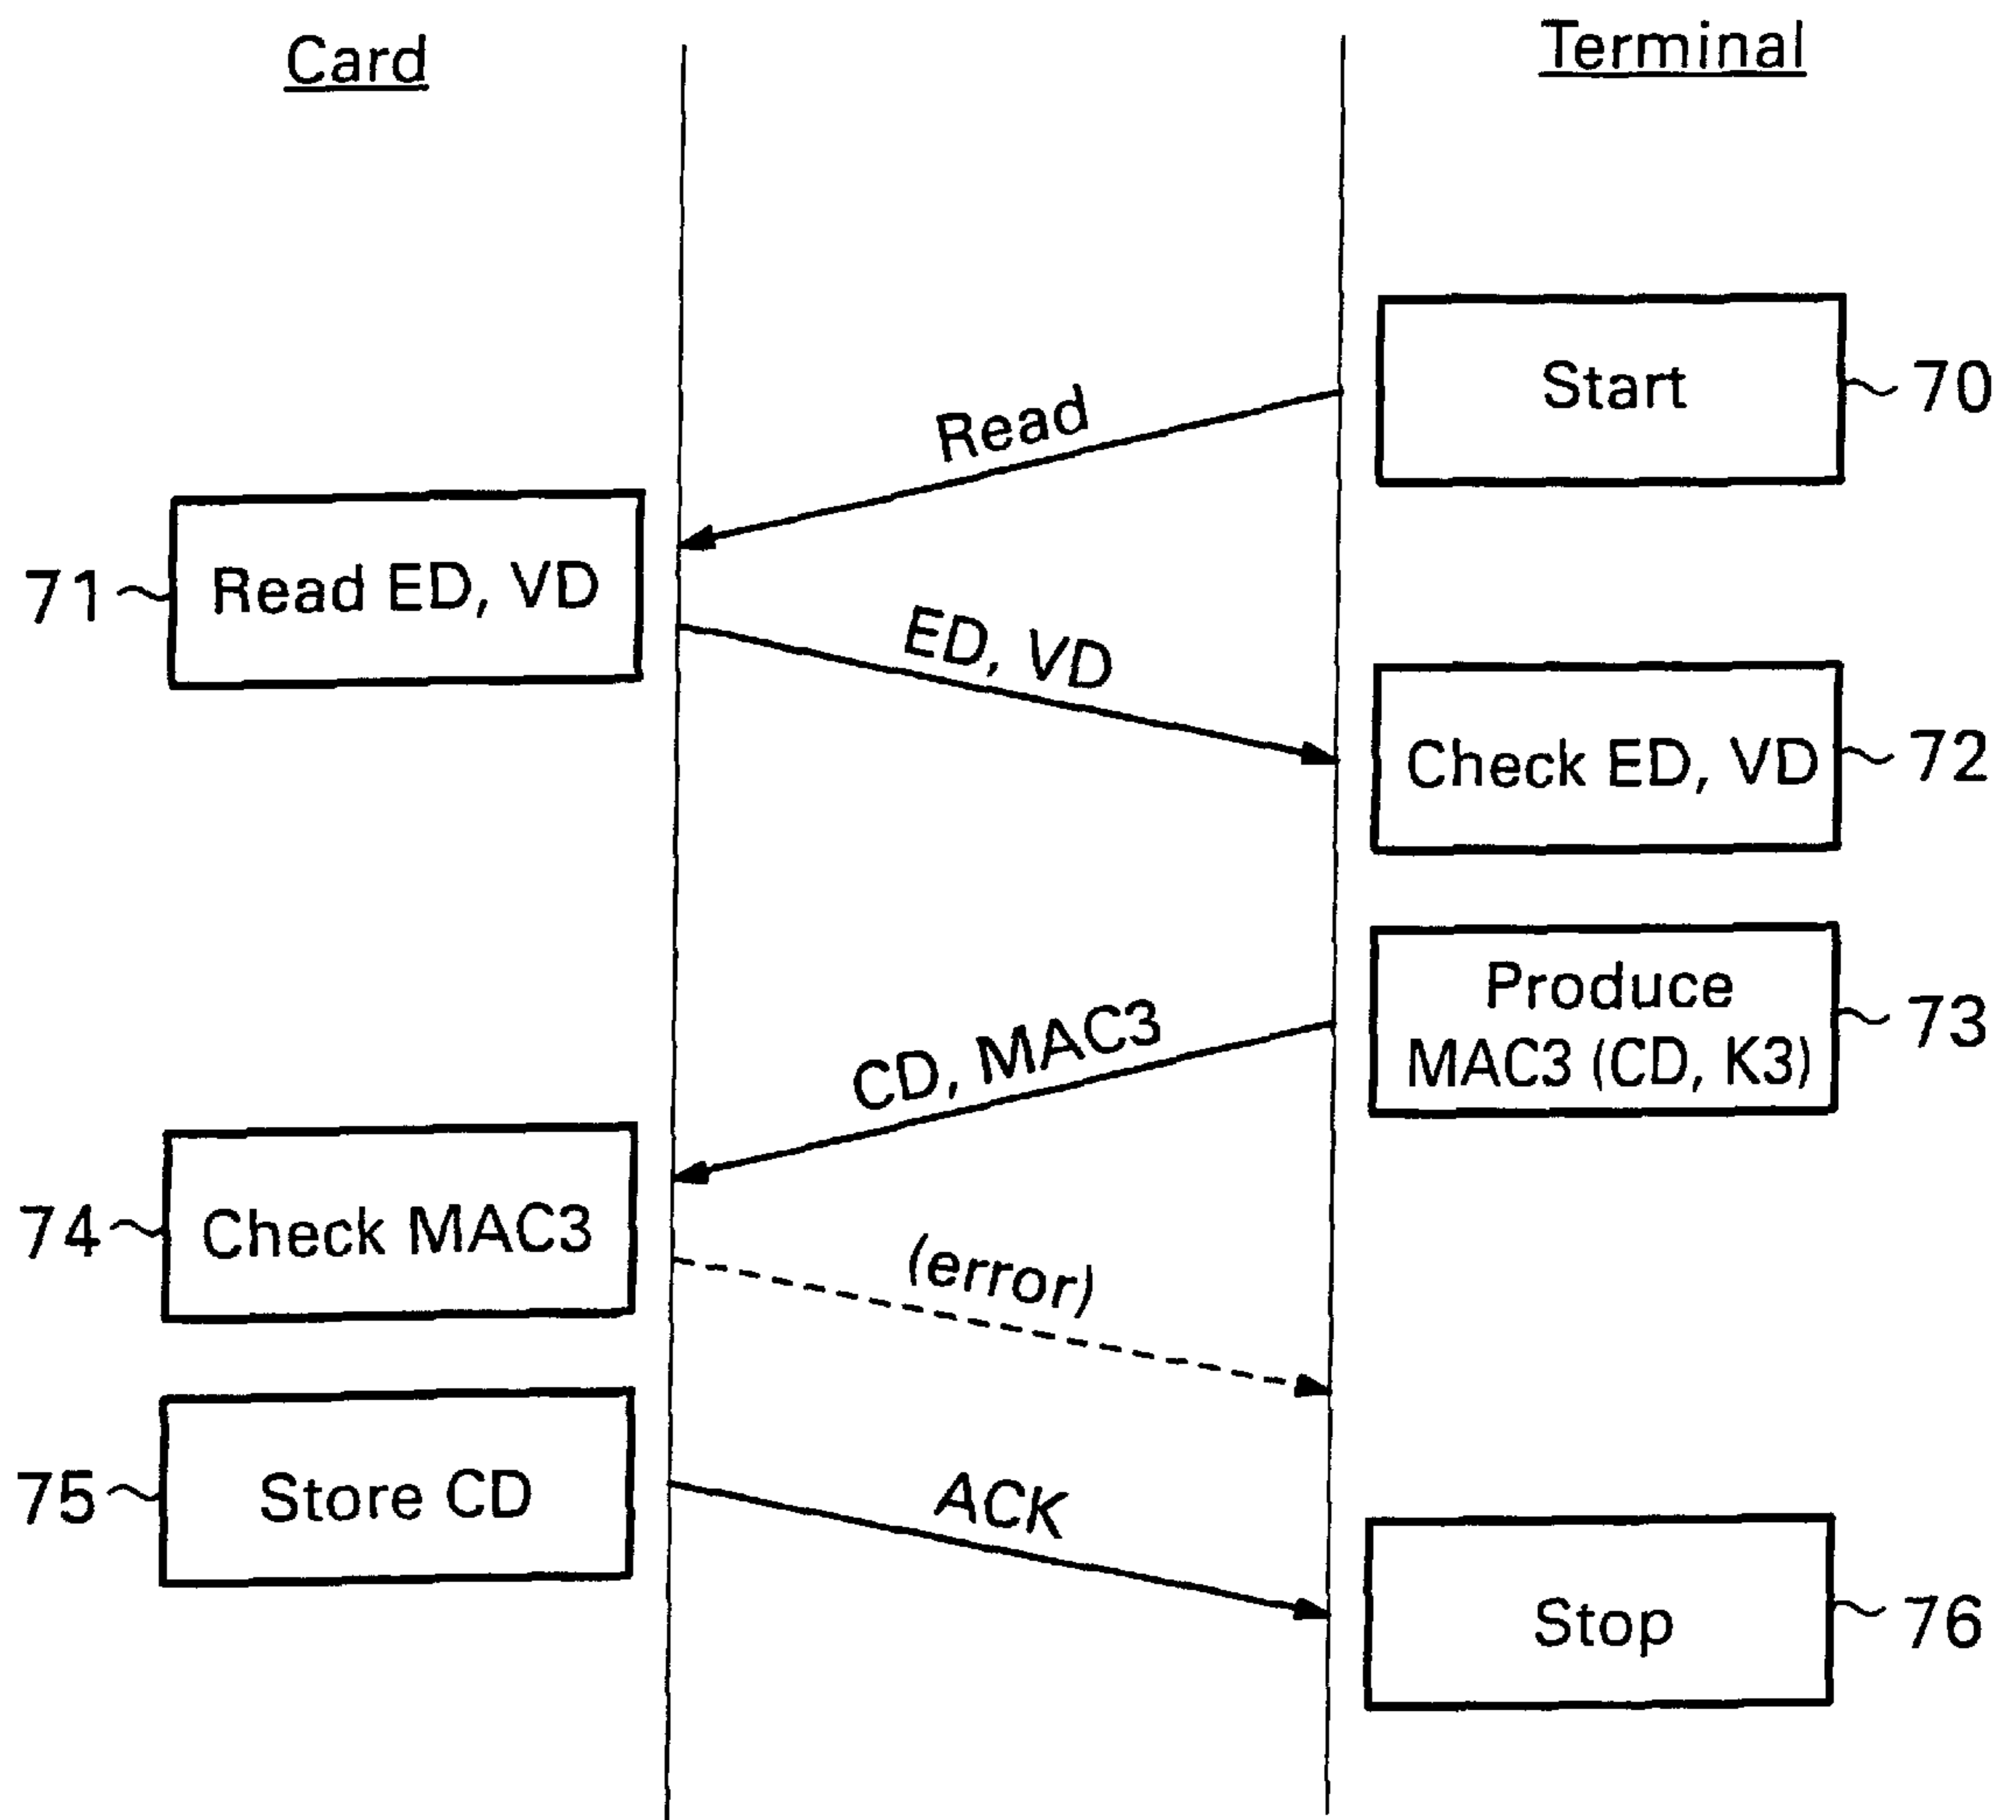 Card
Terminal
Start
70
Read
71
Read ED, VD
ED, VD
Check ED, VD
72
Produce
MAC3 (CD, K3)
73
CD, MAC3
74
Check MAC3
(error)
75
Store CD
ACK
Stop
76